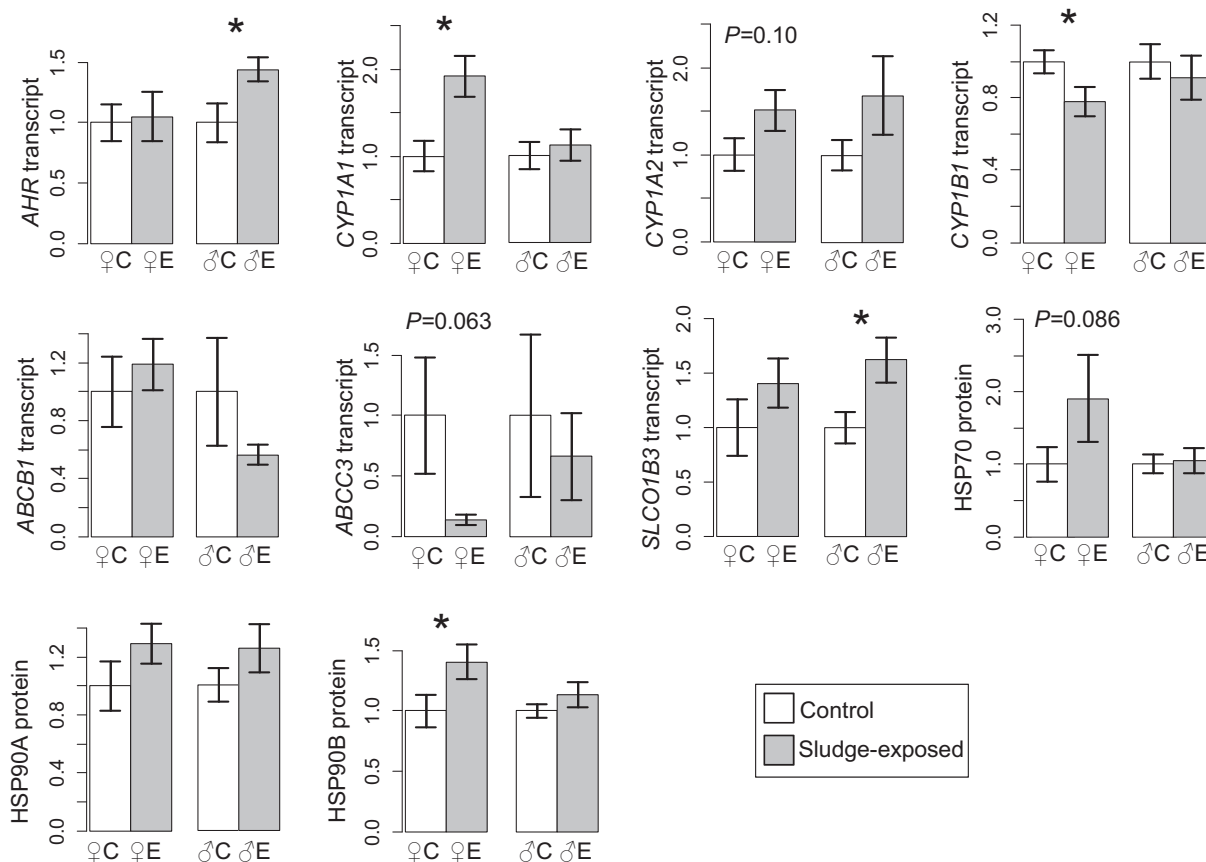 * * P=0.10 *
AHR transcript
0.0 0.5 1.0 1.5
♀C ♀E ♂C ♂E
CYP1A1 transcript
0.0 1.0 2.0
♀C ♀E ♂C ♂E
CYP1A2 transcript
0.0 1.0 2.0
♀C ♀E ♂C ♂E
CYP1B1 transcript
0.0 0.4 0.8 1.2
♀C ♀E ♂C ♂E
P=0.063 * P=0.086
ABCB1 transcript
0.0 0.4 0.8 1.2
♀C ♀E ♂C ♂E
ABCC3 transcript
0.0 0.5 1.0 1.5
♀C ♀E ♂C ♂E
SLCO1B3 transcript
0.0 0.5 1.0 1.5 2.0
♀C ♀E ♂C ♂E
HSP70 protein
0.0 1.0 2.0 3.0
♀C ♀E ♂C ♂E
*
HSP90A protein
0.0 0.4 0.8 1.2
♀C ♀E ♂C ♂E
HSP90B protein
0.0 0.5 1.0 1.5
♀C ♀E ♂C ♂E
Control
Sludge-exposed